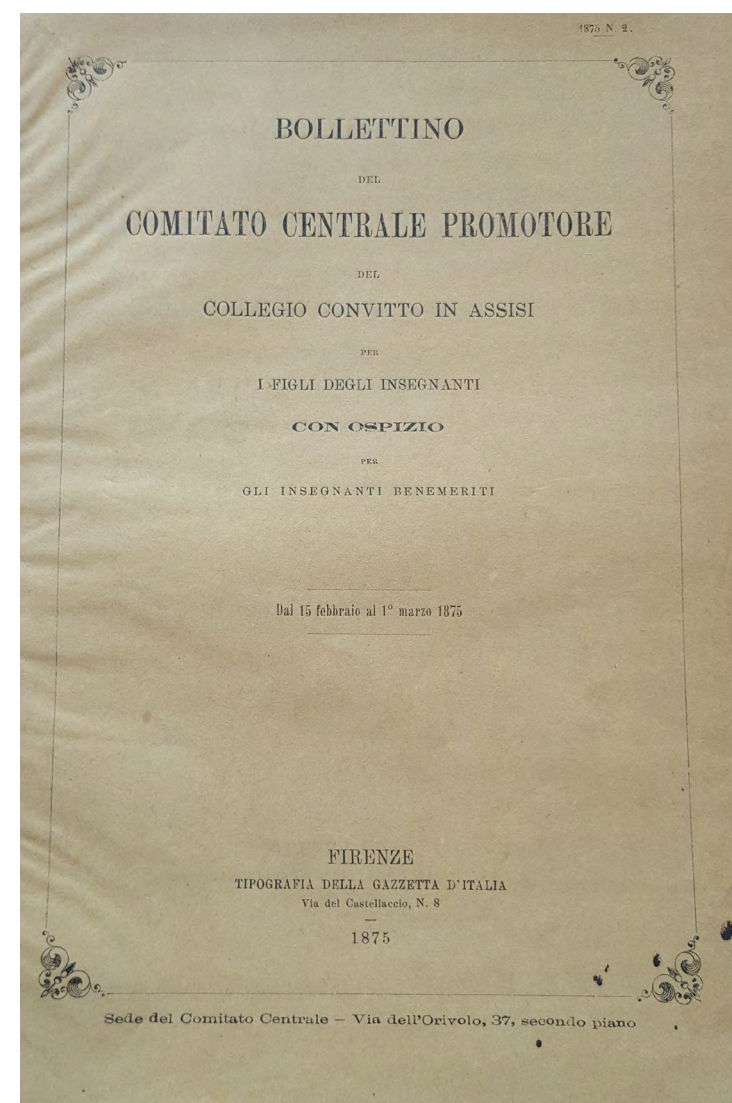 1875 N. 2.
BOLLETTINO
DEL
COMITATO CENTRALE PROMOTORE
DEL
COLLEGIO CONVITTO IN ASSISI
PER
I FIGLI DEGLI INSEGNANTI
CON OSPIZIO
PER
GLI INSEGNANTI BENEMERITI
Dal 15 febbraio al 1º marzo 1875
FIRENZE
TIPOGRAFIA DELLA GAZZETTA D'ITALIA
Via del Castellaccio, N. 8
1875
Sede del Comitato Centrale – Via dell'Orivolo, 37, secondo piano